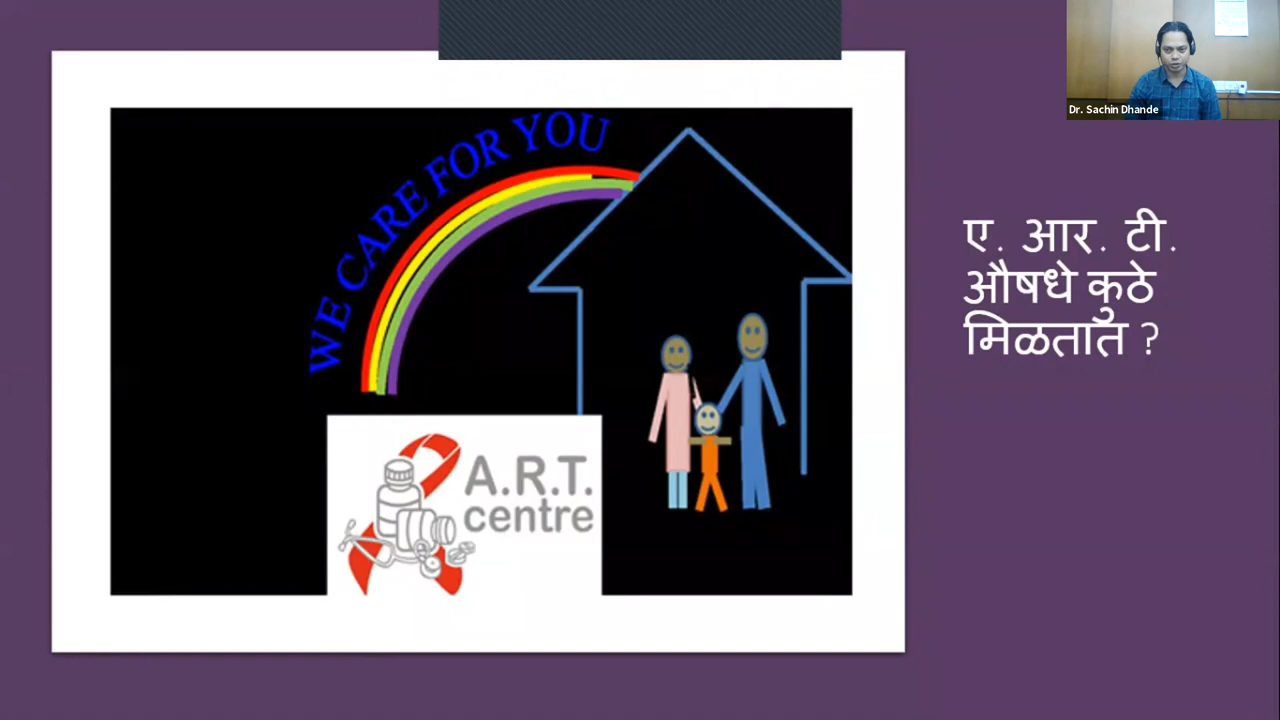 WE CARE FOR YOU
A.R.T.
centre
ए. आर. टी.
औषधे कुठे
मिळतात ?
Dr. Sachin Dhande